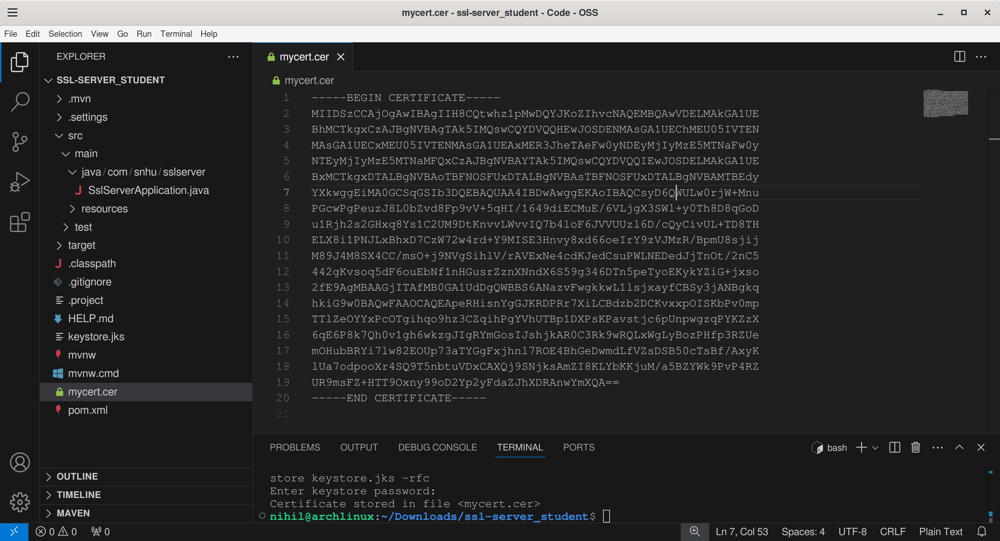 mycert.cer - ssl-server_student - Code - OSS
File Edit Selection View Go Run Terminal Help
EXPLORER
SSL-SERVER_STUDENT
.mvn
.settings
src
main
java/com/snhu/sslserver
SslServerApplication.java
resources
test
target
.classpath
.gitignore
.project
HELP.md
keystore.jks
mvnw
mvnw.cmd
mycert.cer
pom.xml
OUTLINE
TIMELINE
MAVEN
mycert.cer
mycert.cer
1 -----BEGIN CERTIFICATE-----
2 MIIDSzCCAjOgAwIBAgIIH8CQtwhz1pMwDQYJKoZIhvcNAQEMBQAwVDELMAkGA1UE
3 BhMCTkgxCzAJBgNVBAgTAk5IMQswCQYDVQQHEwJOSDENMAsGA1UEChMEU05IVTEN
4 MAsGA1UECxMEU05IVTENMAsGA1UEAxMER3JheTAeFw0yNDEyMjIyMzE5MTNaFw0y
5 NTEyMjIyMzE5MTNaMFQxCzAJBgNVBAYTAk5IMQswCQYDVQQIEwJOSDELMAkGA1UE
6 BxMCTkgxDTALBgNVBAoTBFNOSFUxDTALBgNVBAsTBFNOSFUxDTALBgNVBAMTBEdy
7 YXkwggEiMA0GCSqGSIb3DQEBAQUAA4IBDwAwggEKAoIBAQCsyD6QWULw0rjW+Mnu
8 PGcwPgPeuzJ8L0bZvd8Fp9vV+5qHI/1649diECMuE/6VLjgX3SWl+y0Th8D8qGoD
9 u1Rjh2s2GHxq8Ys1C2UM9DtKnvvLWvvIQ7b4loF6JVVUUzl6D/cQyCivUL+TD8TH
10 ELX8i1PNJLxBhxD7CzW72w4rd+Y9MISE3Hnvy8xd66oeIrY9zVJMzR/BpmU8sjij
11 M89J4M8SX4CC/msO+j9NVgSihlV/rAVExNe4cdKJedCsuPWLNEDedJjTnOt/2nC5
12 442gKvsoq5dF6ouEbNf1nHGusrZznXNndX6S59g346DTn5peTyoEKykYZiG+jxso
13 2fE9AgMBAAGjITAfMB0GA1UdDgQWBBS6ANazvFwgkkwL1lsjxayfCBSy3jANBgkq
14 hkiG9w0BAQwFAAOCAQEApeRHisnYgGJKRDPRr7XiLCBdzb2DCKvxxpOISKbPv0mp
15 TTlZeOYYxPcOTgihqo9hz3CZqihPgYVhUTBp1DXPsKPavstjc6pUnpwgzqPYKZzX
16 6qE6P8k7Qh0v1gh6wkzgJIgRYmGosIJshjkAR0C3Rk9wRQLxWgLyBozPHfp3RZUe
17 mOHubBRYi7lw82EOUp73aTYGgFxjhnl7ROE4BhGeDwmdLfVZsDSB50cTsBf/AxyK
18 lUa7odpooXr4SQ9T5nbtuVDxCAXQj9SNjksAmZI8KLYbKKjuM/a5BZYWk9PvP4RZ
19 UR9msFZ+HTT9Oxny99oD2Yp2yFdaZJhXDRAnwYmXQA==
20 -----END CERTIFICATE-----
21
PROBLEMS OUTPUT DEBUG CONSOLE TERMINAL PORTS bash
store keystore.jks -rfc
Enter keystore password:
Certificate stored in file <mycert.cer>
nihil@archlinux:~/Downloads/ssl-server_student$
0 0 0 Ln 7, Col 53 Spaces: 4 UTF-8 CRLF Plain Text